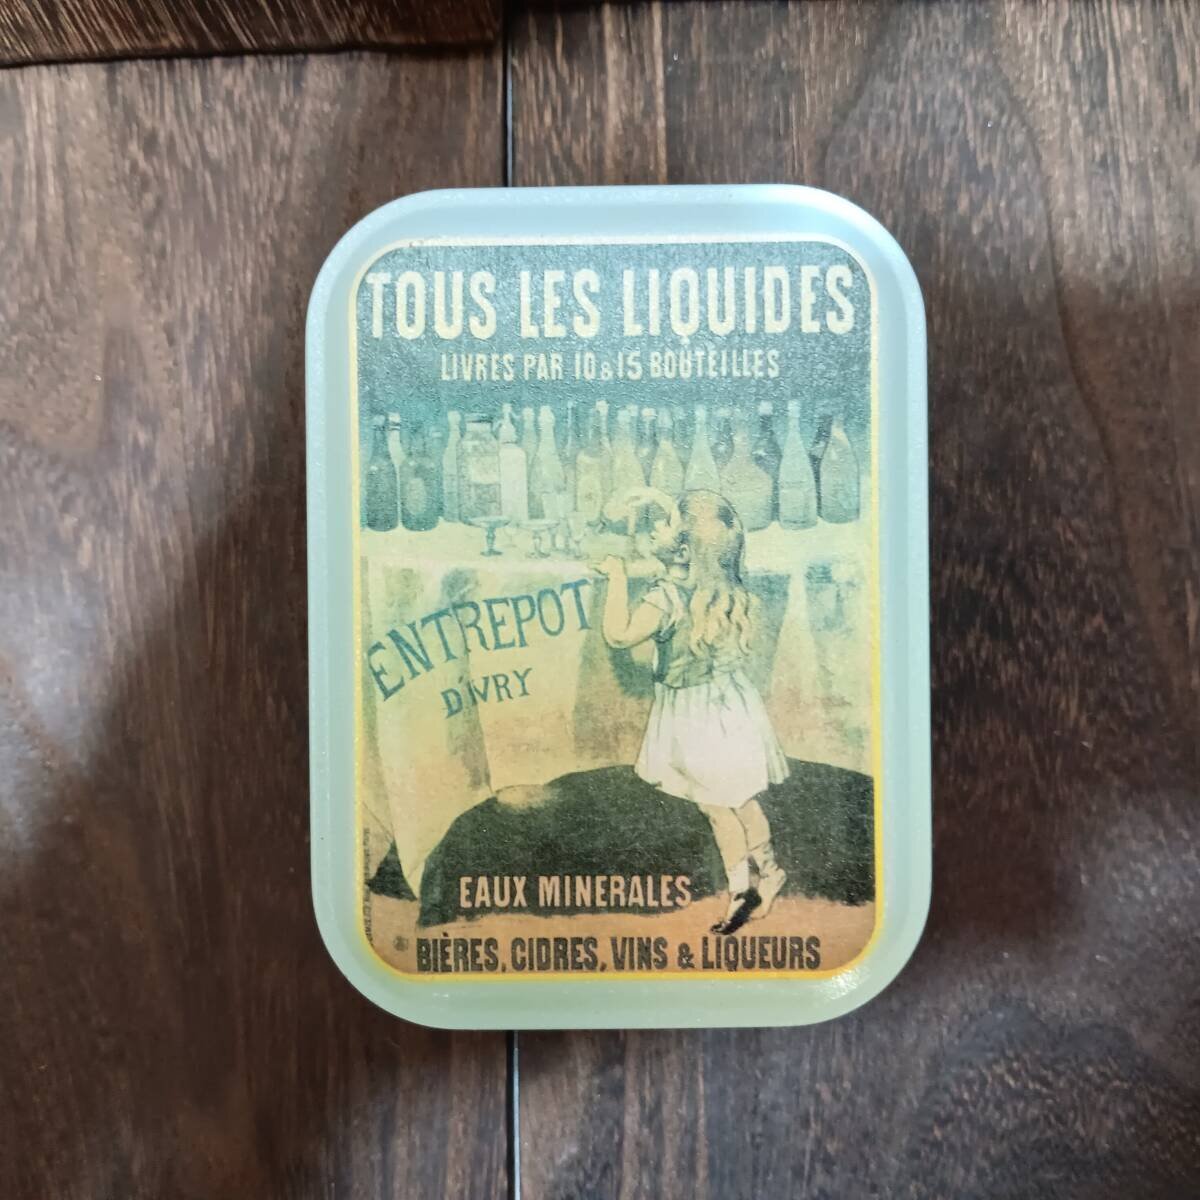 TOUS LES LIQUIDES
LIVRES PAR 10 & 15 BOUTEILLES
ENTREPOT
D'IVRY
EAUX MINERALES
BIÈRES, CIDRES, VINS & LIQUEURS